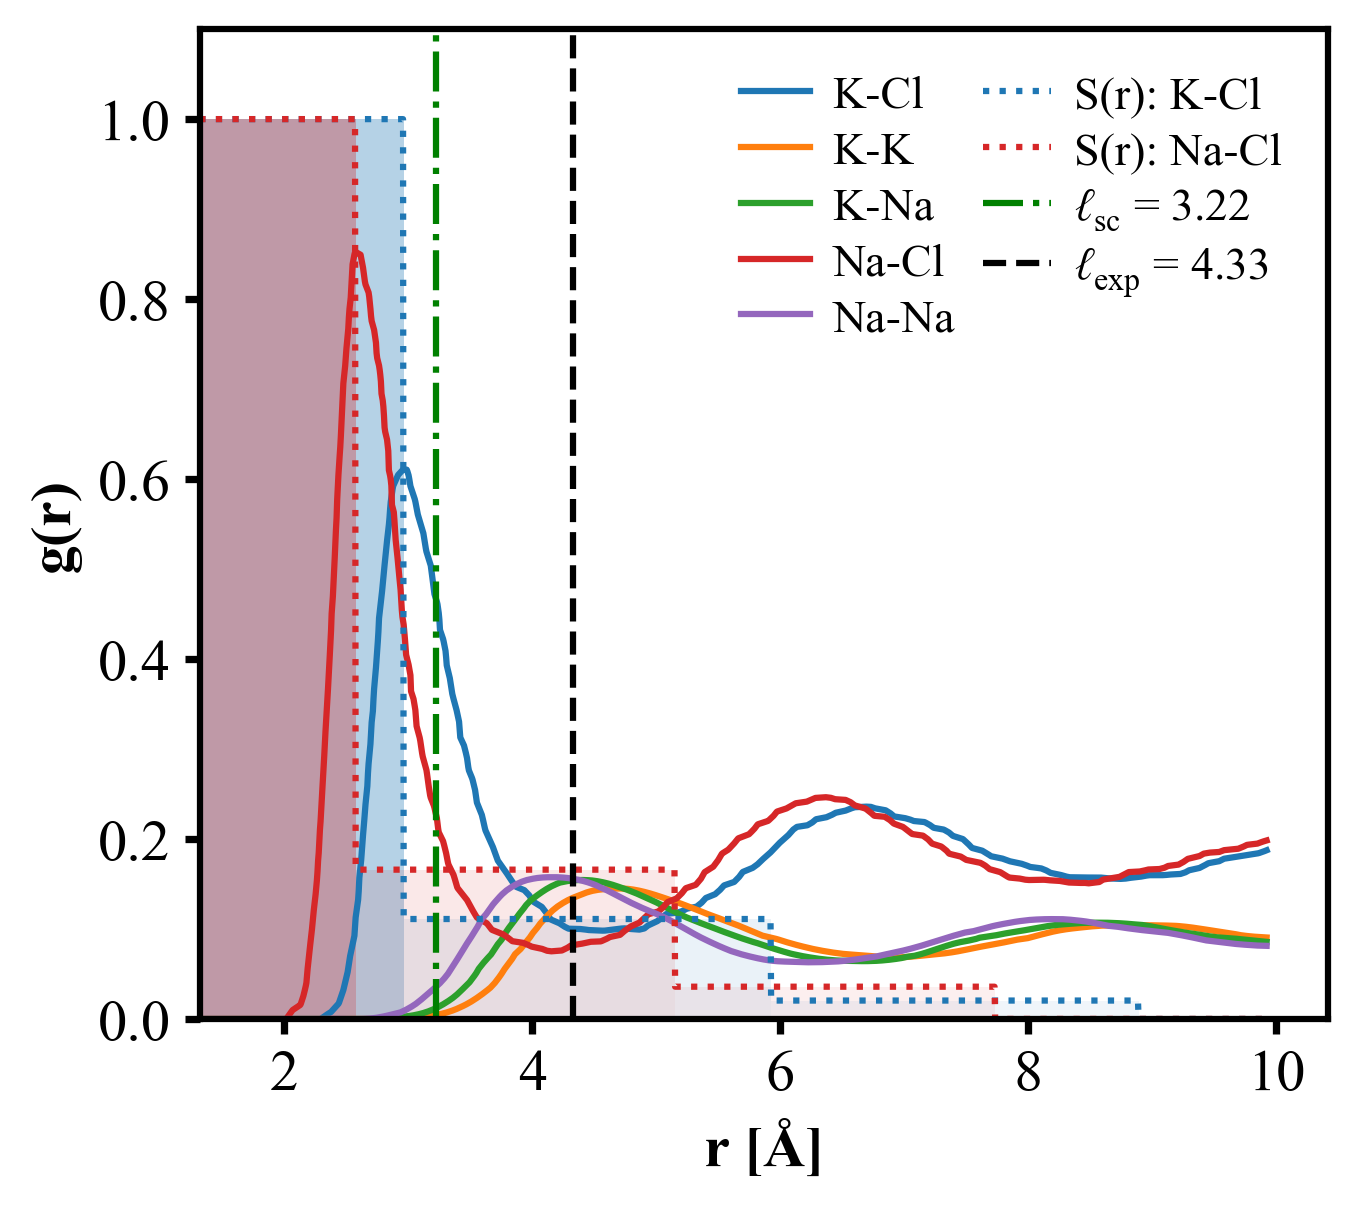 g(r)
1.0
0.8
0.6
0.4
0.2
0.0
2 4 6 8 10
r [Å]
K-Cl
K-K
K-Na
Na-Cl
Na-Na
S(r): K-Cl
S(r): Na-Cl
ℓsc = 3.22
ℓexp = 4.33